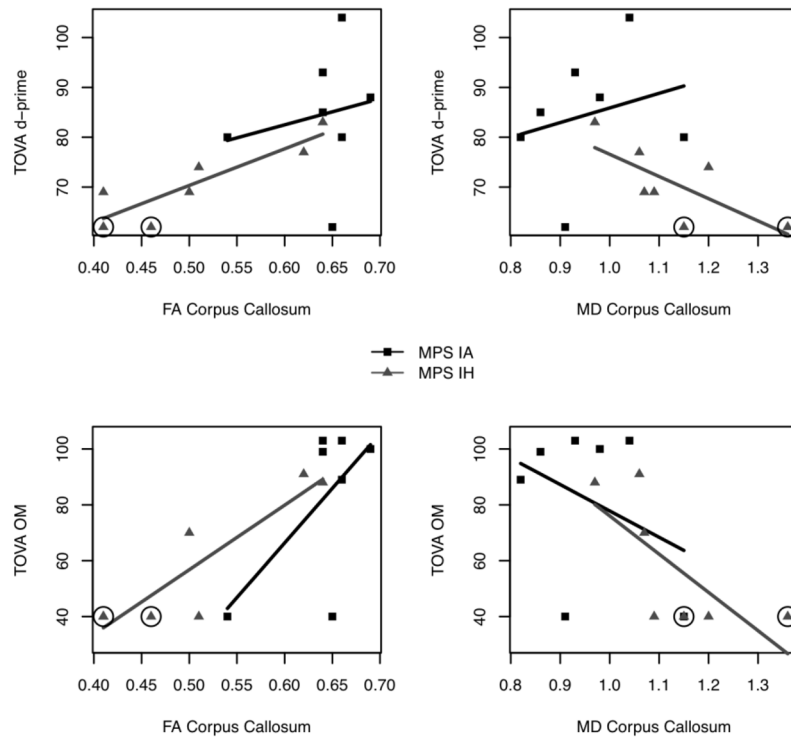 TOVA d−prime
100
90
80
70
0.40 0.45 0.50 0.55 0.60 0.65 0.70
FA Corpus Callosum
TOVA d−prime
100
90
80
70
0.8 0.9 1.0 1.1 1.2 1.3
MD Corpus Callosum
MPS IA
MPS IH
TOVA OM
100
80
60
40
0.40 0.45 0.50 0.55 0.60 0.65 0.70
FA Corpus Callosum
TOVA OM
100
80
60
40
0.8 0.9 1.0 1.1 1.2 1.3
MD Corpus Callosum